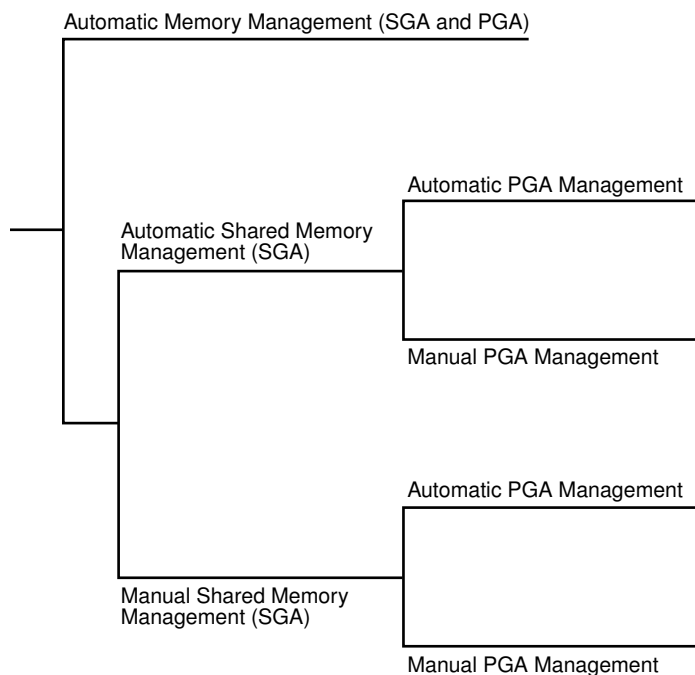 Automatic Memory Management (SGA and PGA)
Automatic PGA Management
Automatic Shared Memory
Management (SGA)
Manual PGA Management
Automatic PGA Management
Manual Shared Memory
Management (SGA)
Manual PGA Management